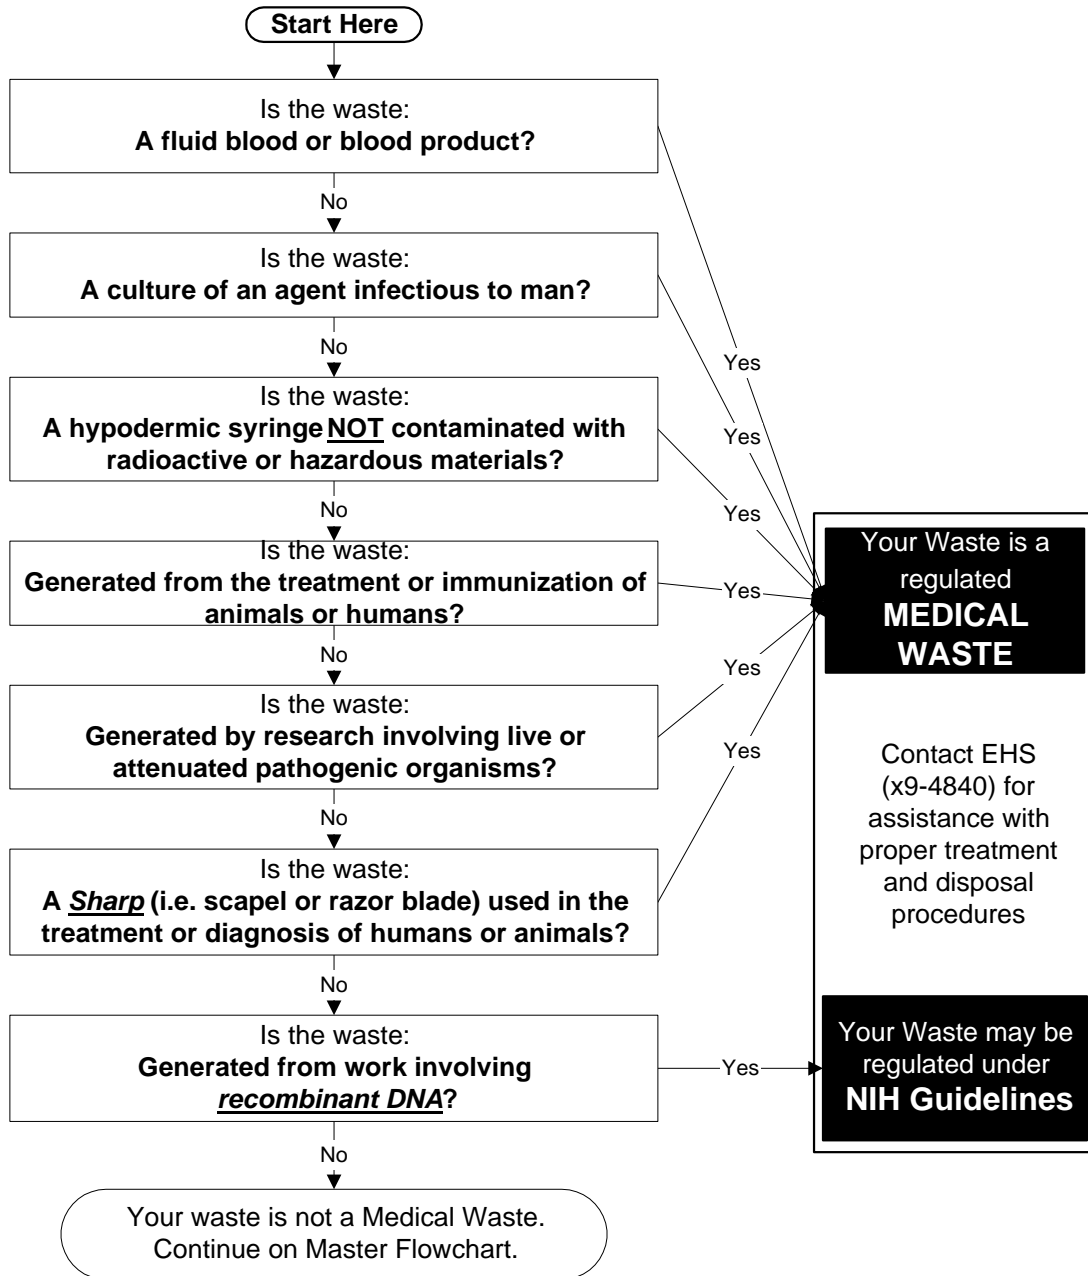 Start Here
Is the waste:
A fluid blood or blood product?
No
Is the waste:
A culture of an agent infectious to man?
No
Is the waste:
A hypodermic syringe NOT contaminated with
radioactive or hazardous materials?
No
Is the waste:
Generated from the treatment or immunization of
animals or humans?
No
Is the waste:
Generated by research involving live or
attenuated pathogenic organisms?
No
Is the waste:
A Sharp (i.e. scapel or razor blade) used in the
treatment or diagnosis of humans or animals?
No
Is the waste:
Generated from work involving
recombinant DNA?
No
Your waste is not a Medical Waste.
Continue on Master Flowchart.
Yes
Yes
Yes
Yes
Yes
Yes
Yes
Your Waste is a
regulated
MEDICAL
WASTE
Contact EHS
(x9-4840) for
assistance with
proper treatment
and disposal
procedures
Your Waste may be
regulated under
NIH Guidelines